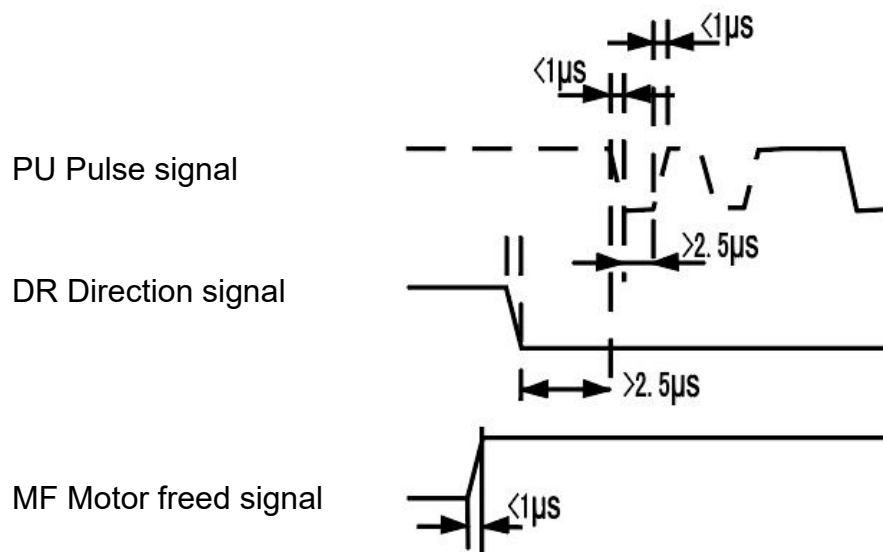 <1μs
<1μs
PU Pulse signal
>2.5μs
DR Direction signal
>2.5μs
MF Motor freed signal
<1μs